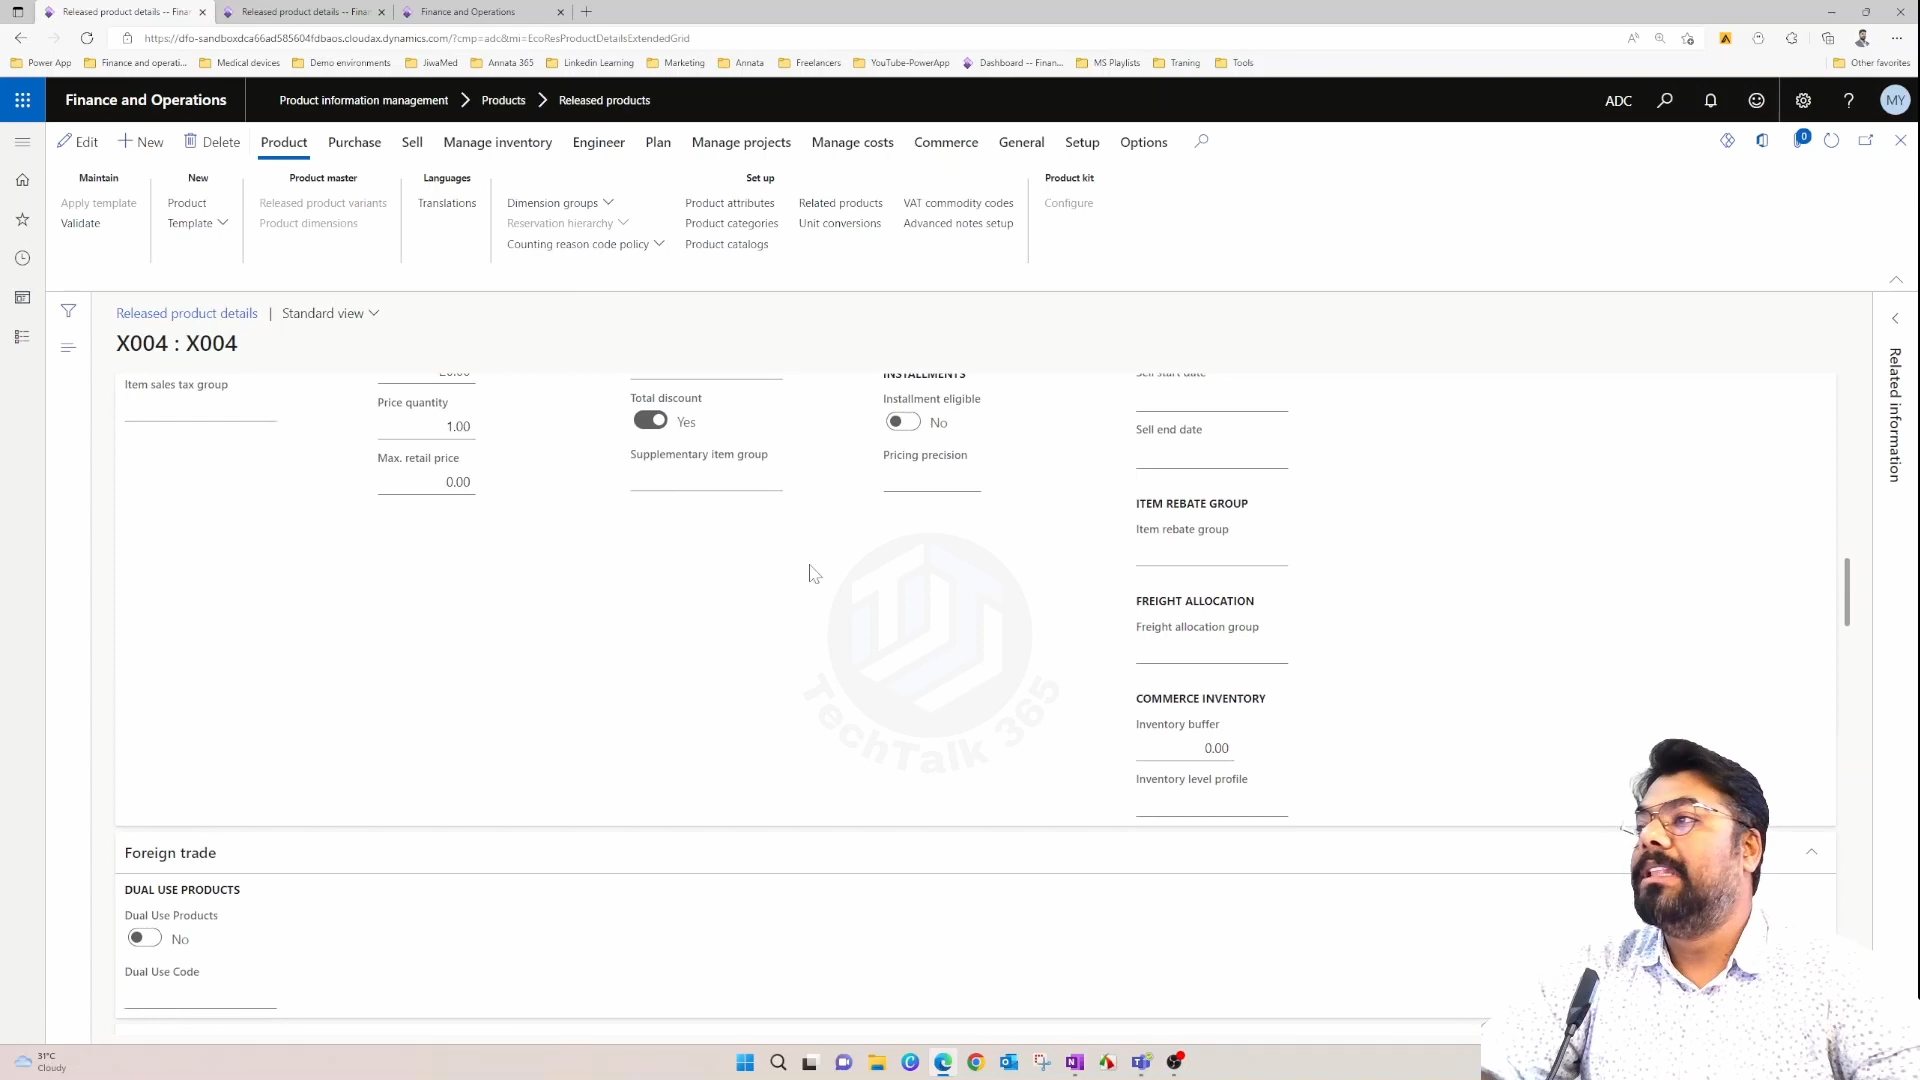 Released product details -- Finan
Released product details -- Finan
Finance and Operations
https://dfo-sandboxdca66ad585604fdbaos.cloudax.dynamics.com/?cmp=adc&mi=EcoResProductDetailsExtendedGrid
Power App
Finance and operati...
Medical devices
Demo environments
JiwaMed
Annata 365
Linkedin Learning
Marketing
Annata
Freelancers
YouTube-PowerApp
Dashboard -- Finan...
MS Playlists
Traning
Tools
Other favorites
Finance and Operations
Product information management
Products
Released products
ADC
MY
Edit
New
Delete
Product
Purchase
Sell
Manage inventory
Engineer
Plan
Manage projects
Manage costs
Commerce
General
Setup
Options
0
Maintain
Apply template
Validate
New
Product
Template
Product master
Released product variants
Product dimensions
Languages
Translations
Set up
Dimension groups
Reservation hierarchy
Counting reason code policy
Product attributes
Product categories
Product catalogs
Related products
Unit conversions
VAT commodity codes
Advanced notes setup
Product kit
Configure
Released product details | Standard view
X004 : X004
Related information
Item sales tax group
Price quantity
1.00
Max. retail price
0.00
Total discount
Yes
Supplementary item group
INSTALLMENTS
Installment eligible
No
Pricing precision
Sell start date
Sell end date
ITEM REBATE GROUP
Item rebate group
FREIGHT ALLOCATION
Freight allocation group
COMMERCE INVENTORY
Inventory buffer
0.00
Inventory level profile
TechTalk 365
Foreign trade
DUAL USE PRODUCTS
Dual Use Products
No
Dual Use Code
31°C
Cloudy